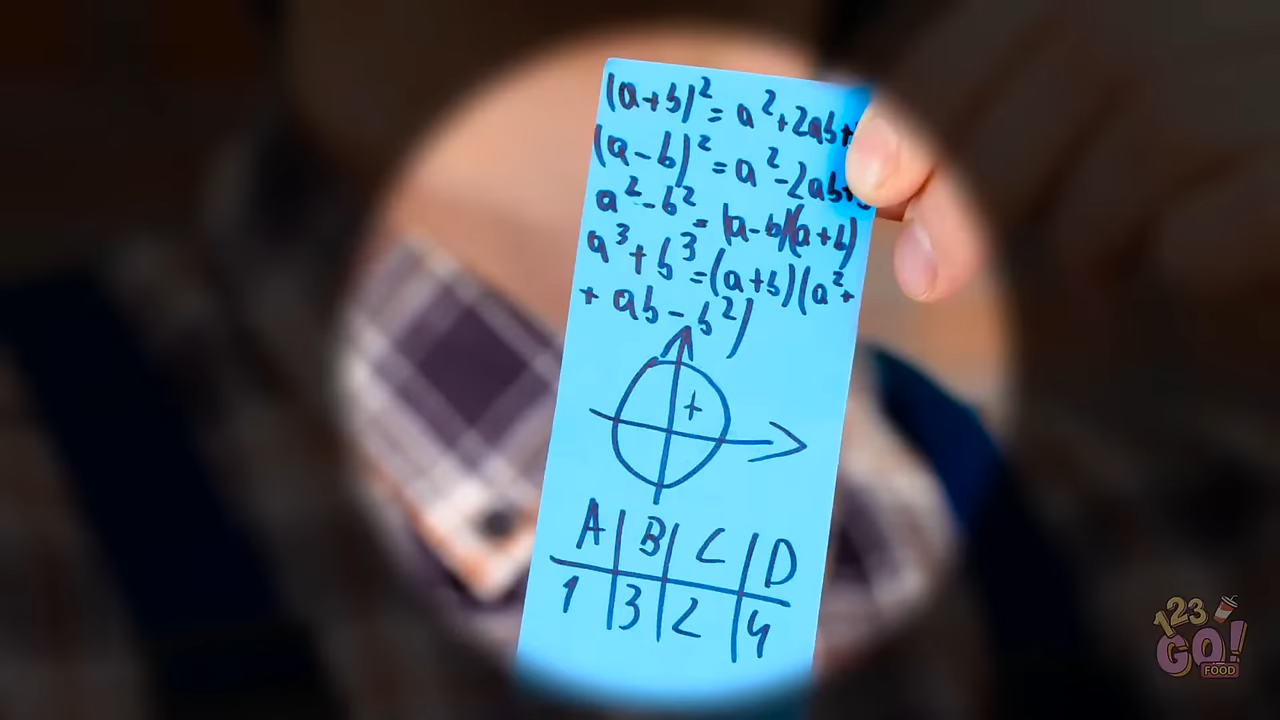 (a+b)² = a²+2ab+
(a-b)² = a²-2ab+
a²-b² = (a-b)(a+b)
a³+b³=(a+b)(a²+
+ab-b²)
+
A | B | C | D
1 | 3 | 2 | 4
123
GO!
FOOD